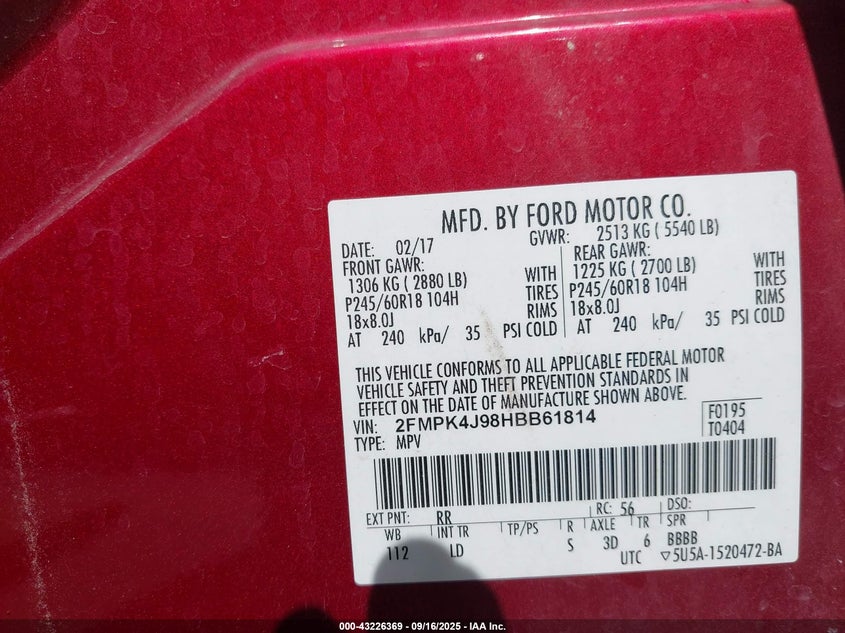 MFD. BY FORD MOTOR CO.
DATE: 02/17 GVWR: 2513 KG ( 5540 LB)
FRONT GAWR: REAR GAWR:
1306 KG ( 2880 LB) WITH 1225 KG ( 2700 LB) WITH
P245/60R18 104H TIRES P245/60R18 104H TIRES
18x8.0J RIMS 18x8.0J RIMS
AT 240 kPa/ 35 PSI COLD AT 240 kPa/ 35 PSI COLD
THIS VEHICLE CONFORMS TO ALL APPLICABLE FEDERAL MOTOR
VEHICLE SAFETY AND THEFT PREVENTION STANDARDS IN
EFFECT ON THE DATE OF MANUFACTURE SHOWN ABOVE.
VIN: 2FMPK4J98HBB61814 F0195
TYPE: MPV T0404
EXT PNT: RR RC: 56 DSO:
WB INT TR TP/PS R AXLE TR SPR
112 LD S 3D 6 BBBB
UTC ▽5U5A-1520472-BA
000-43226369 - 09/16/2025 - IAA Inc.